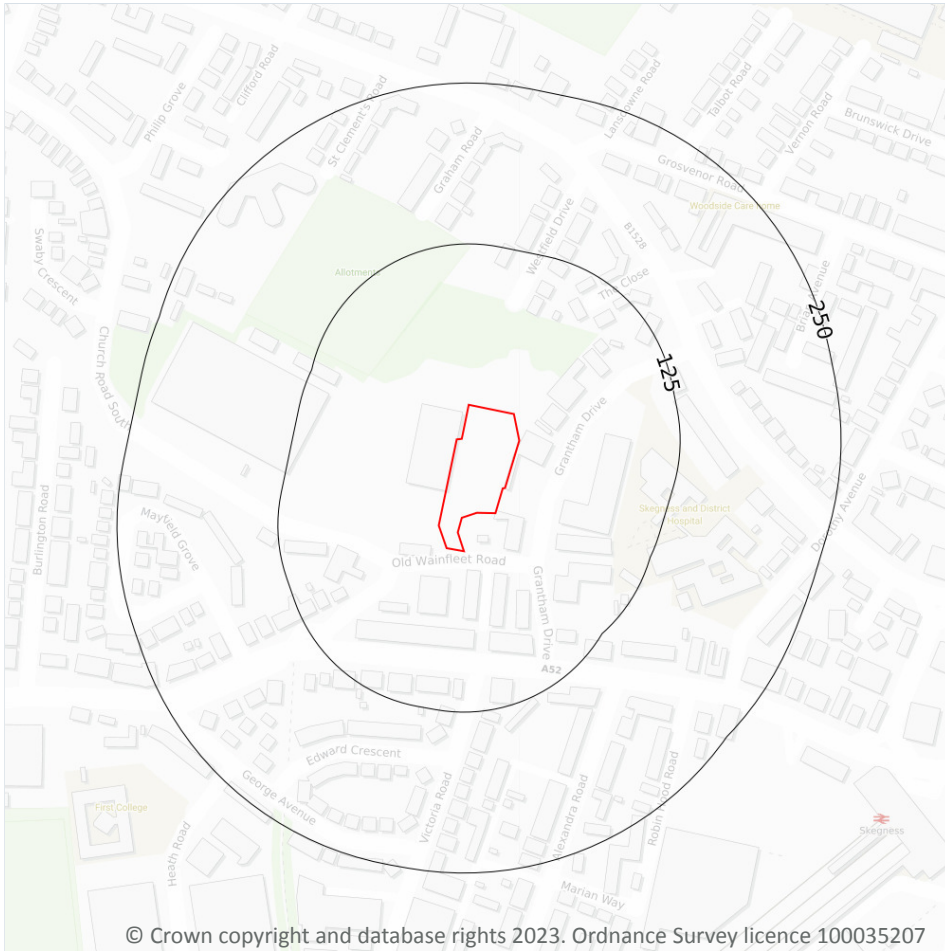 Philip Grove
Clifford Road
St Clement's Road
Graham Road
Lansdowne Road
Talbot Road
Vernon Road
Brunswick Drive
Grosvenor Road
Woodside Care home
Westfield Drive
B1528
The Close
Allotments
Swaby Crescent
Church Road South
250
125
Grantham Drive
Skegness and District
Hospital
Dorothy Avenue
Burlington Road
Mayfield Grove
Old Wainfleet Road
Grantham Drive
A52
Edward Crescent
George Avenue
First College
Heath Road
Victoria Road
Alexandra Road
Robin Hood Road
Marian Way
Skegness
© Crown copyright and database rights 2023. Ordnance Survey licence 100035207